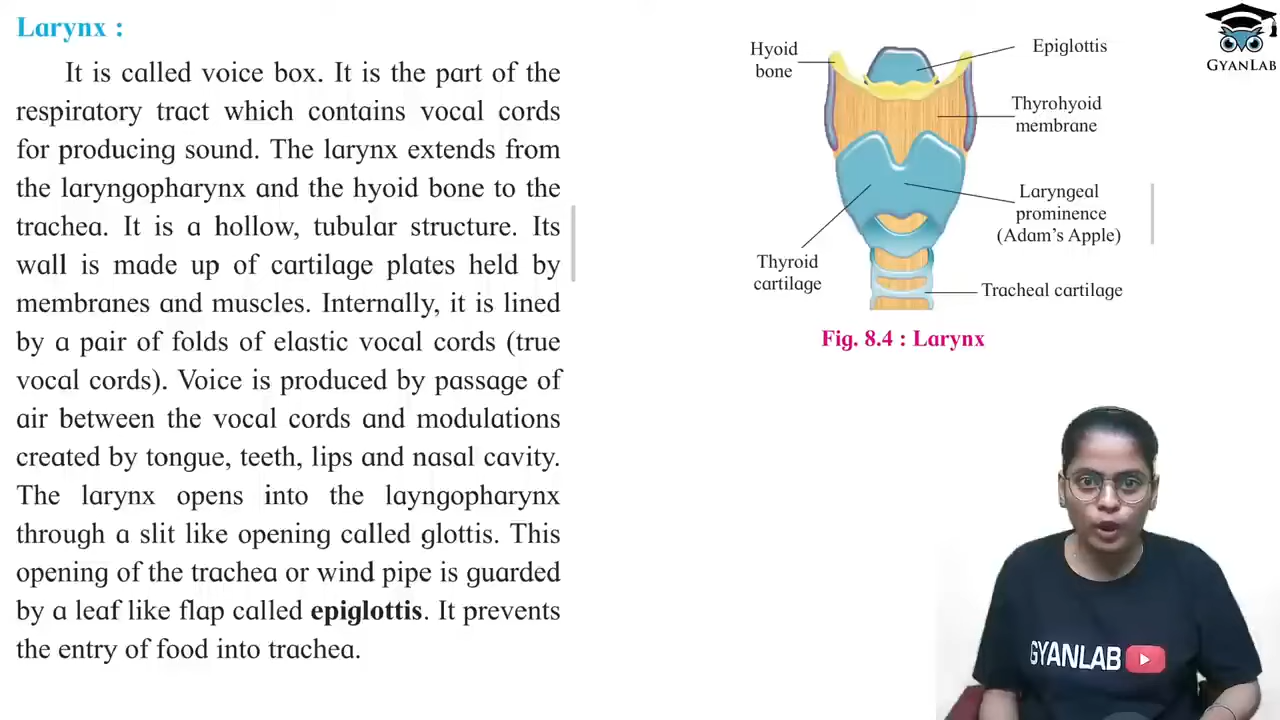 Larynx :
It is called voice box. It is the part of the
respiratory tract which contains vocal cords
for producing sound. The larynx extends from
the laryngopharynx and the hyoid bone to the
trachea. It is a hollow, tubular structure. Its
wall is made up of cartilage plates held by
membranes and muscles. Internally, it is lined
by a pair of folds of elastic vocal cords (true
vocal cords). Voice is produced by passage of
air between the vocal cords and modulations
created by tongue, teeth, lips and nasal cavity.
The larynx opens into the layngopharynx
through a slit like opening called glottis. This
opening of the trachea or wind pipe is guarded
by a leaf like flap called epiglottis. It prevents
the entry of food into trachea.
Hyoid
bone
Epiglottis
Thyrohyoid
membrane
Laryngeal
prominence
(Adam's Apple)
Thyroid
cartilage
Tracheal cartilage
Fig. 8.4 : Larynx
GYANLAB
GYANLAB